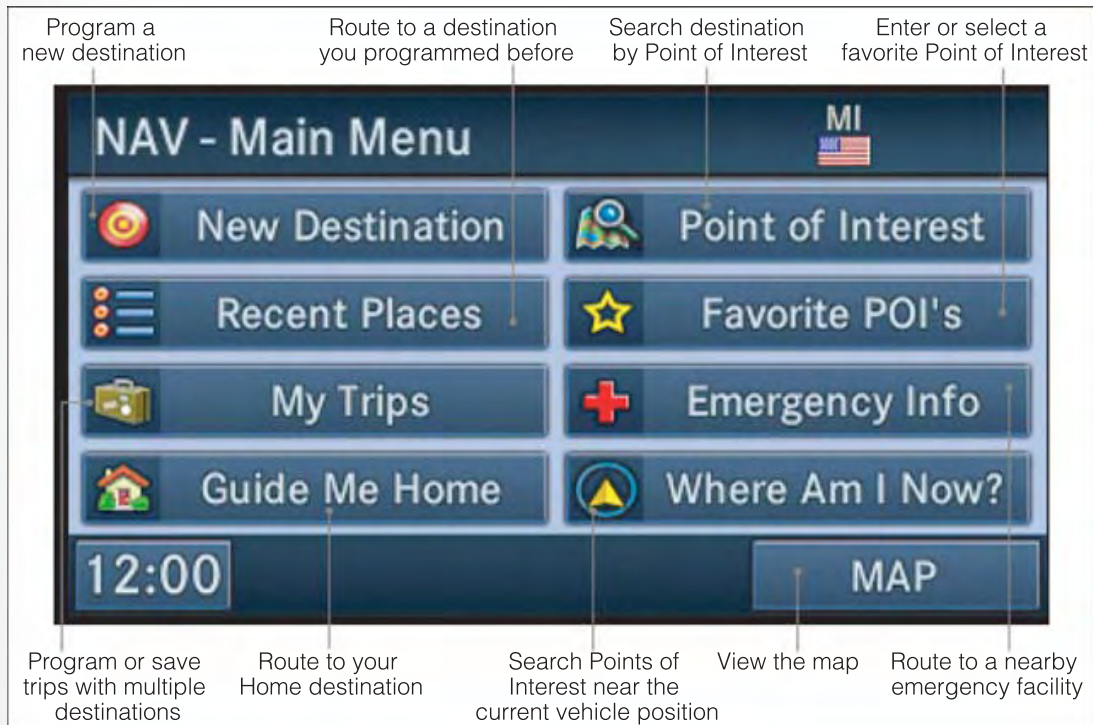 Program a
new destination
Route to a destination
you programmed before
Search destination
by Point of Interest
Enter or select a
favorite Point of Interest
NAV - Main Menu
MI
New Destination
Point of Interest
Recent Places
Favorite POI's
My Trips
Emergency Info
Guide Me Home
Where Am I Now?
12:00
MAP
Program or save
trips with multiple
destinations
Route to your
Home destination
Search Points of
Interest near the
current vehicle position
View the map
Route to a nearby
emergency facility